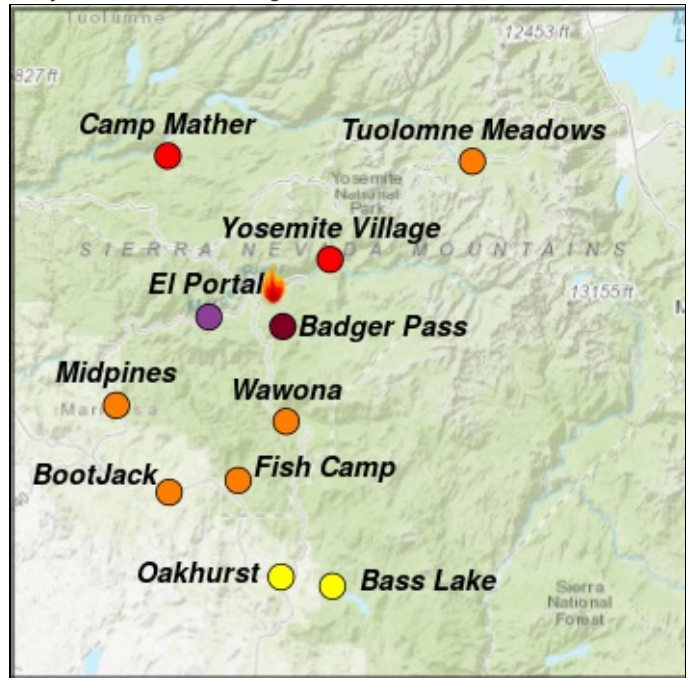 Tuolumne
12453 ft
827 ft
Camp Mather
Tuolomne Meadows
Yosemite
National
Park
Yosemite Village
SIERRA NEVADA MOUNTAINS
El Portal
13155 ft
Badger Pass
Midpines
Wawona
BootJack
Fish Camp
Oakhurst
Bass Lake
Sierra
National
Forest